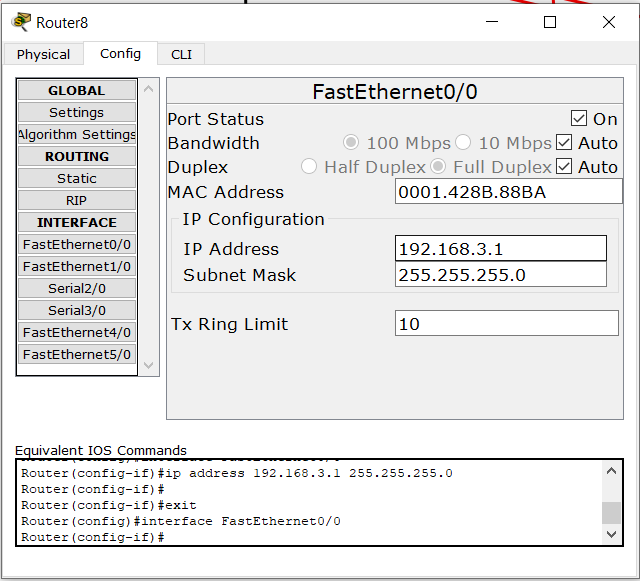 Router8
Physical Config CLI
GLOBAL
Settings
Algorithm Settings
ROUTING
Static
RIP
INTERFACE
FastEthernet0/0
FastEthernet1/0
Serial2/0
Serial3/0
FastEthernet4/0
FastEthernet5/0
FastEthernet0/0
Port Status On
Bandwidth 100 Mbps 10 Mbps Auto
Duplex Half Duplex Full Duplex Auto
MAC Address 0001.428B.88BA
IP Configuration
IP Address 192.168.3.1
Subnet Mask 255.255.255.0
Tx Ring Limit 10
Equivalent IOS Commands
Router(config)#interface FastEthernet0/0
Router(config-if)#ip address 192.168.3.1 255.255.255.0
Router(config-if)#
Router(config-if)#exit
Router(config)#interface FastEthernet0/0
Router(config-if)#